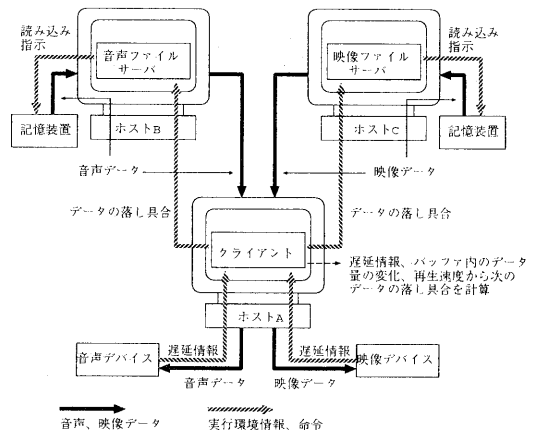 読み込み
指示
音声ファイル
サーバ
映像ファイル
サーバ
読み込み
指示
記憶装置
ホストB
ホストC
記憶装置
音声データ
映像データ
データの落し具合
データの落し具合
クライアント
遅延情報、バッファ内のデータ
量の変化、再生速度から次の
データの落し具合を計算
ホストA
音声デバイス
遅延情報
遅延情報
映像デバイス
音声データ
映像データ
音声、映像データ
実行環境情報、命令